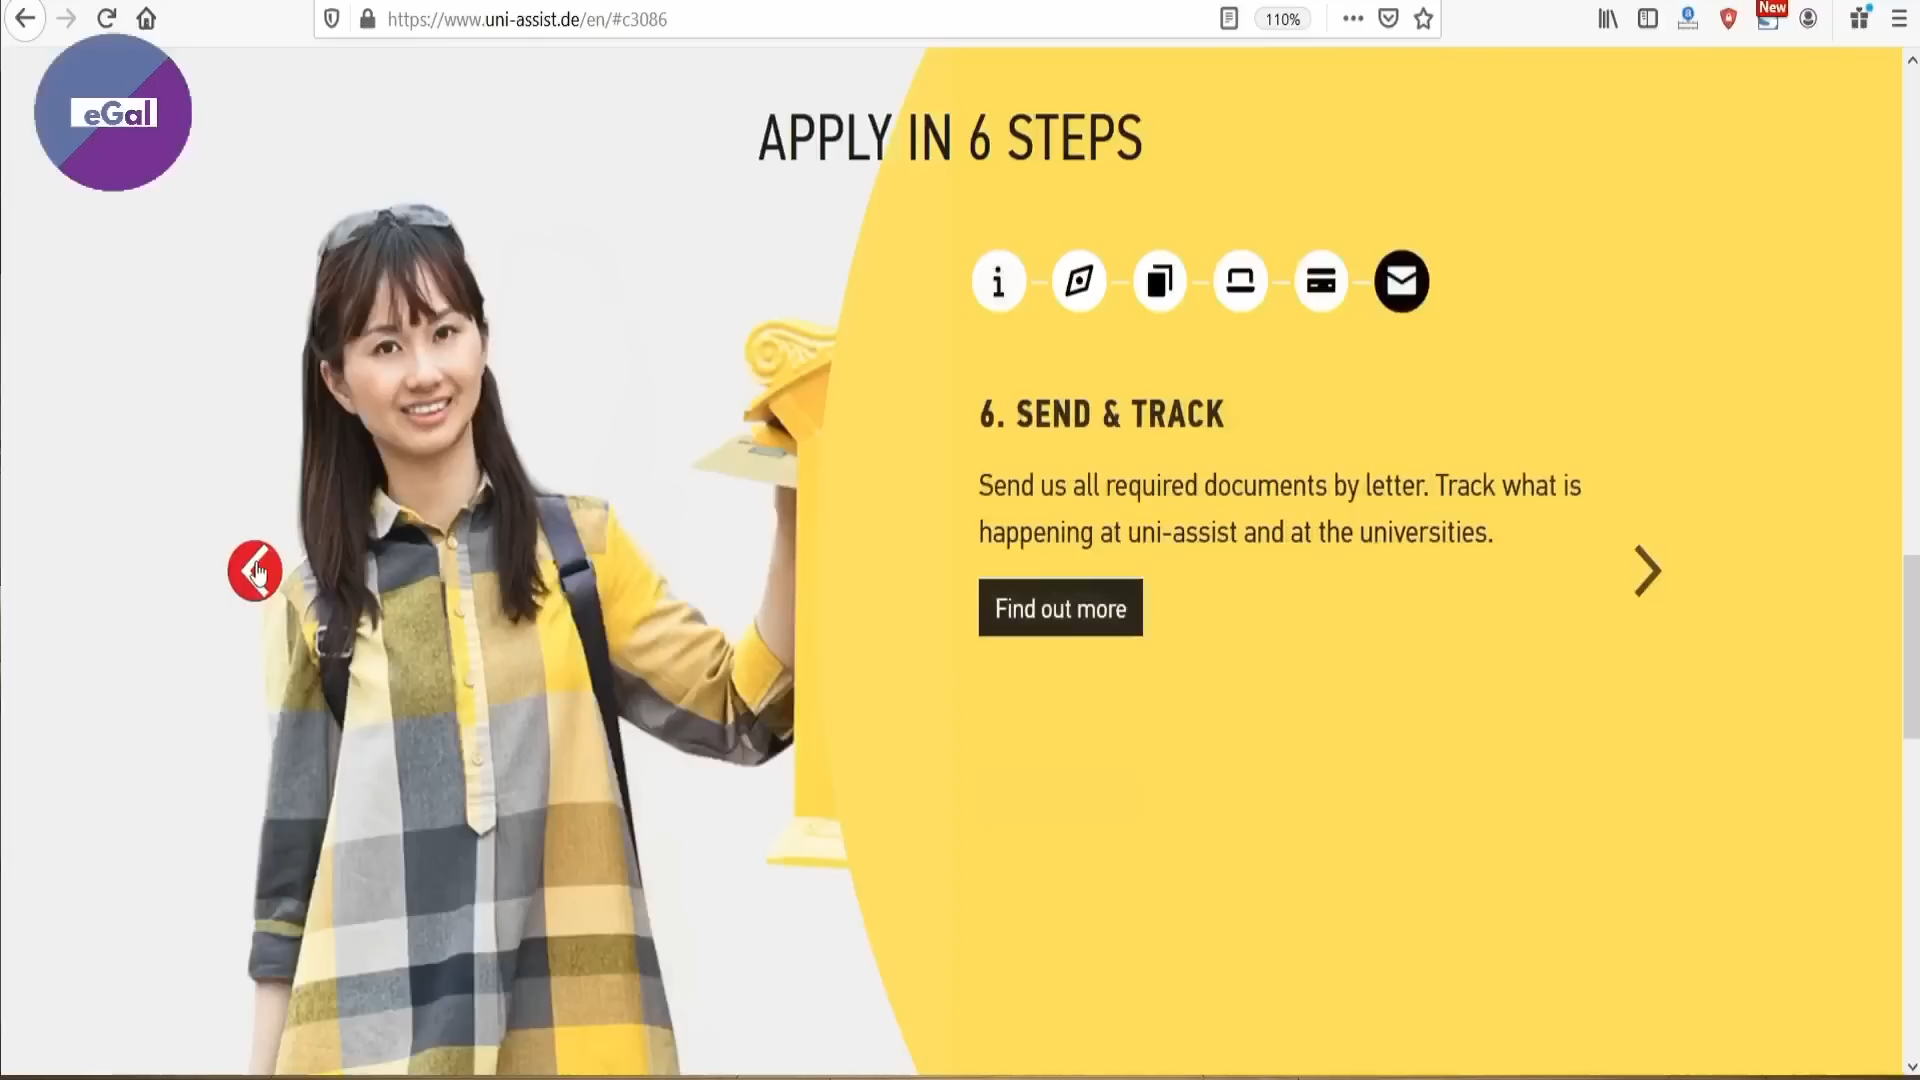 https://www.uni-assist.de/en/#c3086
110%
New
eGal
APPLY IN 6 STEPS
6. SEND & TRACK
Send us all required documents by letter. Track what is
happening at uni-assist and at the universities.
Find out more